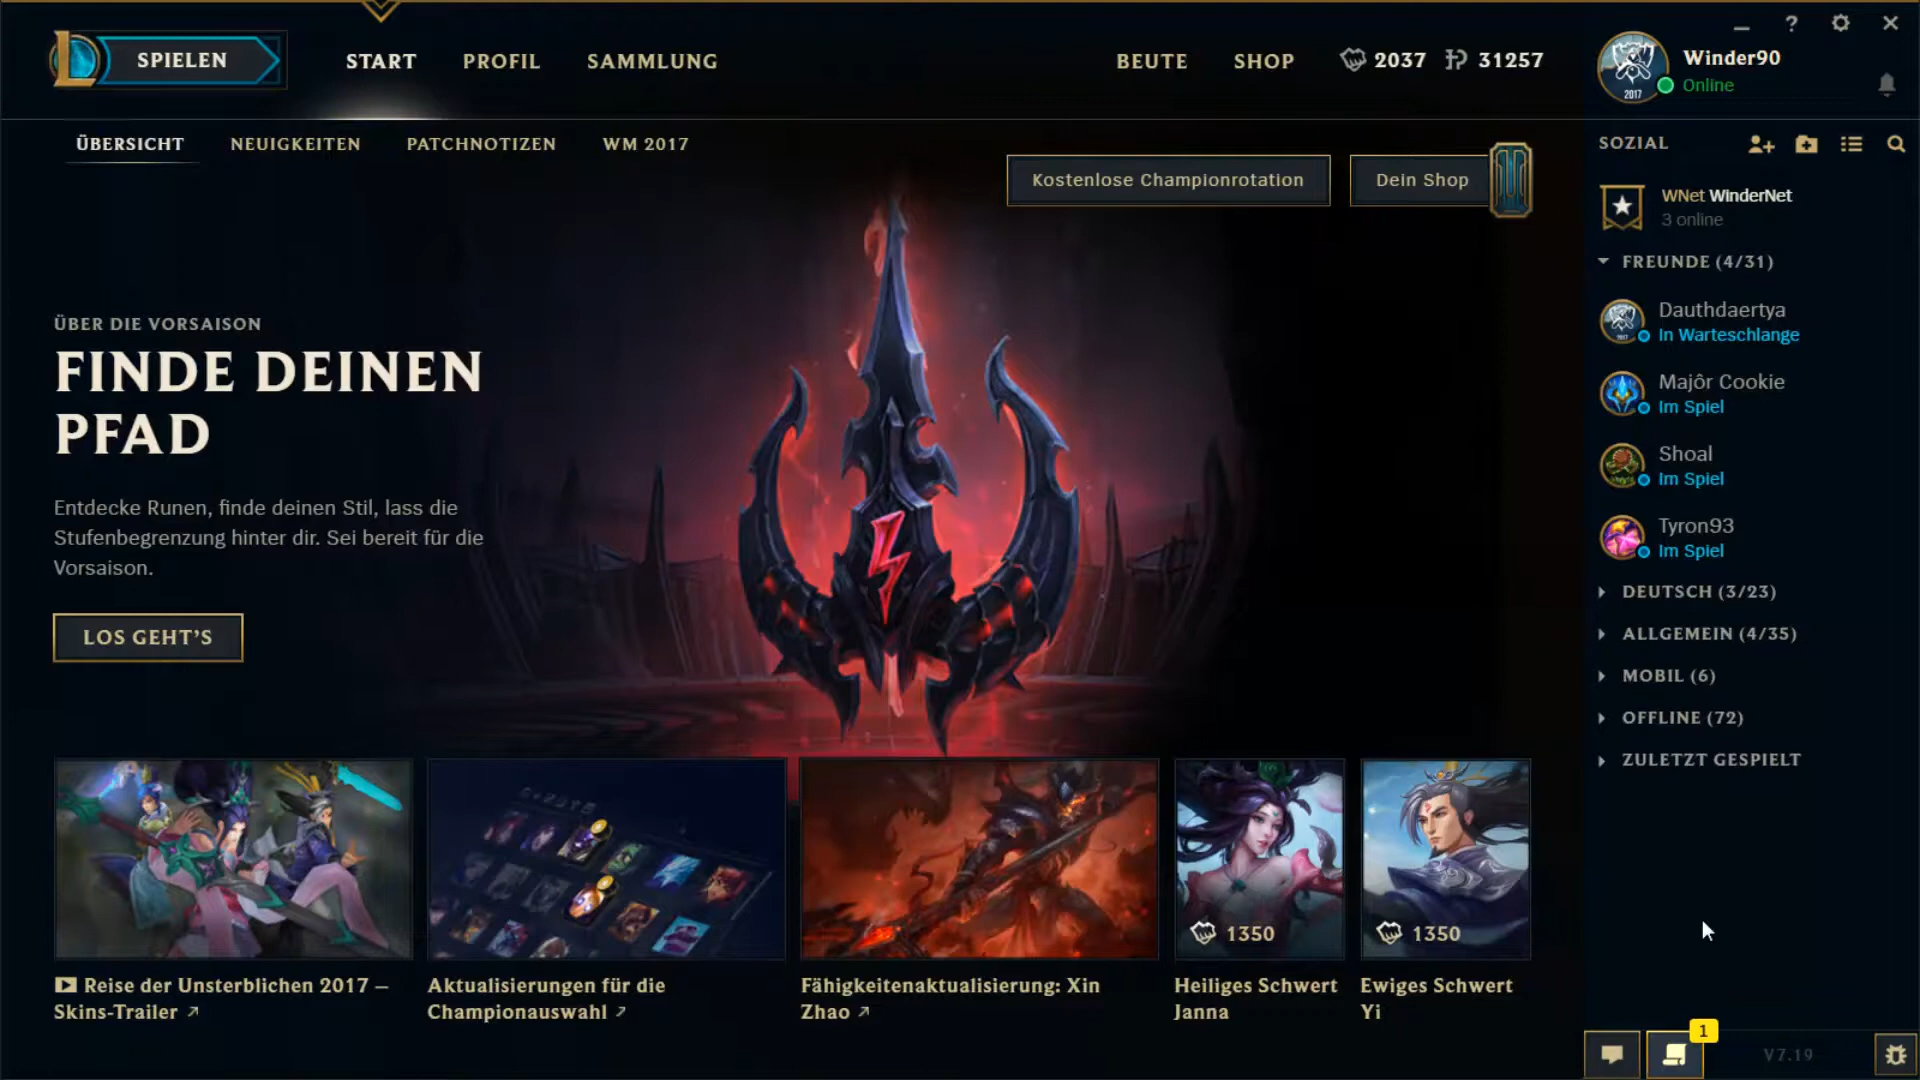 SPIELEN
START
PROFIL
SAMMLUNG
BEUTE
SHOP
2037
31257
2017
Winder90
Online
ÜBERSICHT
NEUIGKEITEN
PATCHNOTIZEN
WM 2017
Kostenlose Championrotation
Dein Shop
ÜBER DIE VORSAISON
FINDE DEINEN
PFAD
Entdecke Runen, finde deinen Stil, lass die
Stufenbegrenzung hinter dir. Sei bereit für die
Vorsaison.
LOS GEHT'S
1350
1350
Reise der Unsterblichen 2017 –
Skins-Trailer ↗
Aktualisierungen für die
Championauswahl ↗
Fähigkeitenaktualisierung: Xin
Zhao ↗
Heiliges Schwert
Janna
Ewiges Schwert
Yi
SOZIAL
WNet WinderNet
3 online
FREUNDE (4/31)
Dauthdaertya
In Warteschlange
Majôr Cookie
Im Spiel
Shoal
Im Spiel
Tyron93
Im Spiel
DEUTSCH (3/23)
ALLGEMEIN (4/35)
MOBIL (6)
OFFLINE (72)
ZULETZT GESPIELT
1
V7.19